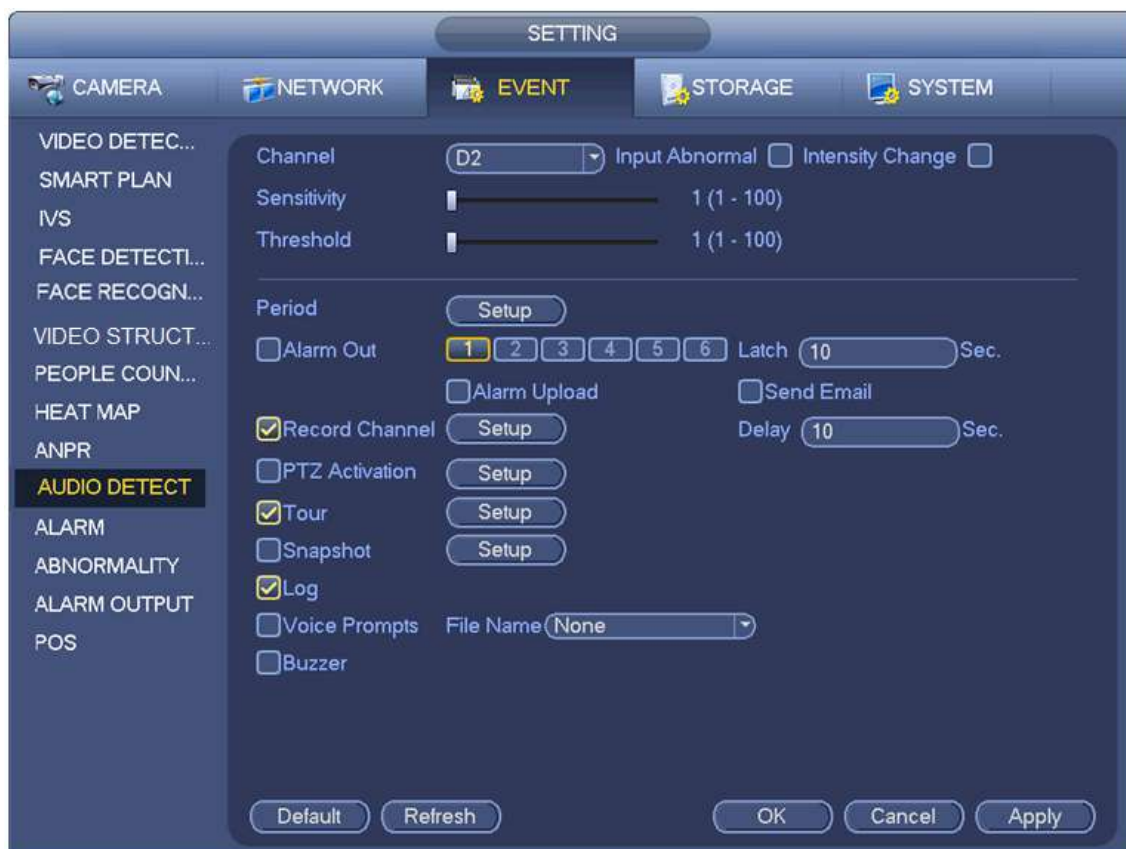 SETTING
CAMERA NETWORK EVENT STORAGE SYSTEM
VIDEO DETEC...
SMART PLAN
IVS
FACE DETECTI...
FACE RECOGN...
VIDEO STRUCT...
PEOPLE COUN...
HEAT MAP
ANPR
AUDIO DETECT
ALARM
ABNORMALITY
ALARM OUTPUT
POS
Channel D2 Input Abnormal Intensity Change
Sensitivity 1 (1 - 100)
Threshold 1 (1 - 100)
Period Setup
Alarm Out 1 2 3 4 5 6 Latch 10 Sec.
Alarm Upload Send Email
Record Channel Setup Delay 10 Sec.
PTZ Activation Setup
Tour Setup
Snapshot Setup
Log
Voice Prompts File Name None
Buzzer
Default Refresh OK Cancel Apply